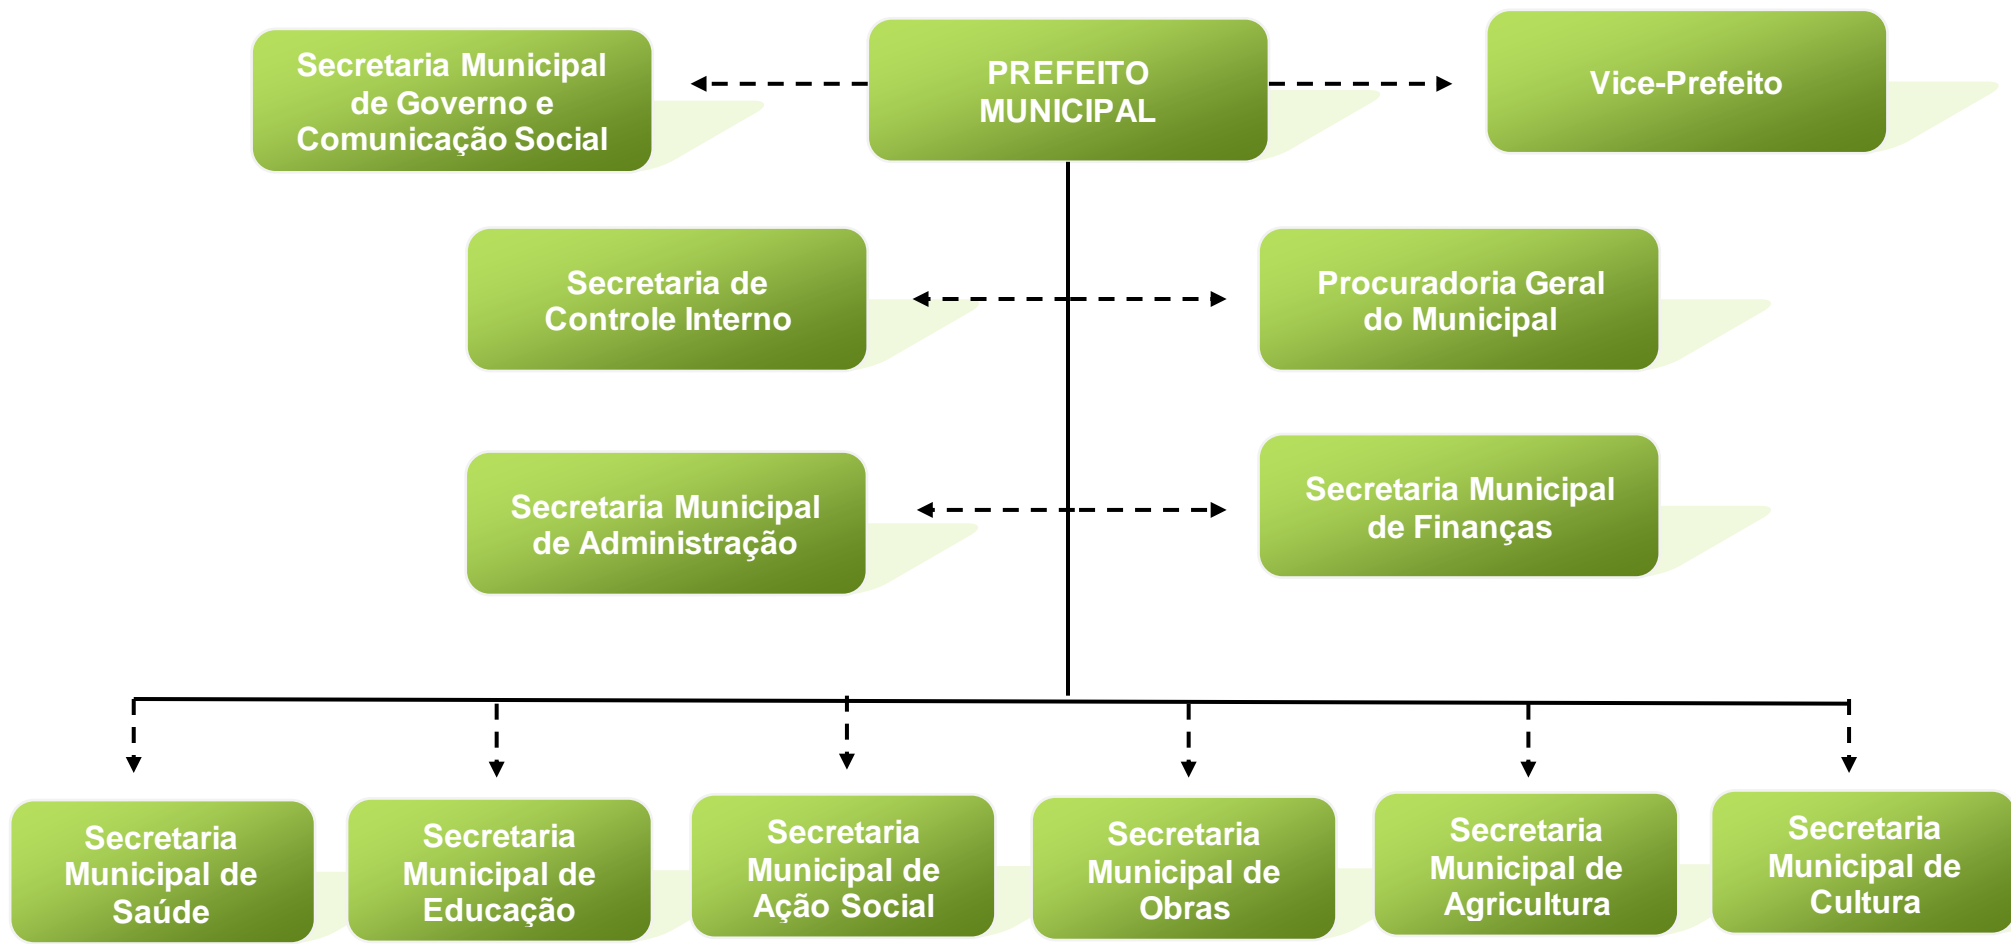 Secretaria Municipal
de Governo e
Comunicação Social
PREFEITO
MUNICIPAL
Vice-Prefeito
Secretaria de
Controle Interno
Procuradoria Geral
do Municipal
Secretaria Municipal
de Administração
Secretaria Municipal
de Finanças
Secretaria
Municipal de
Saúde
Secretaria
Municipal de
Educação
Secretaria
Municipal de
Ação Social
Secretaria
Municipal de
Obras
Secretaria
Municipal de
Agricultura
Secretaria
Municipal de
Cultura